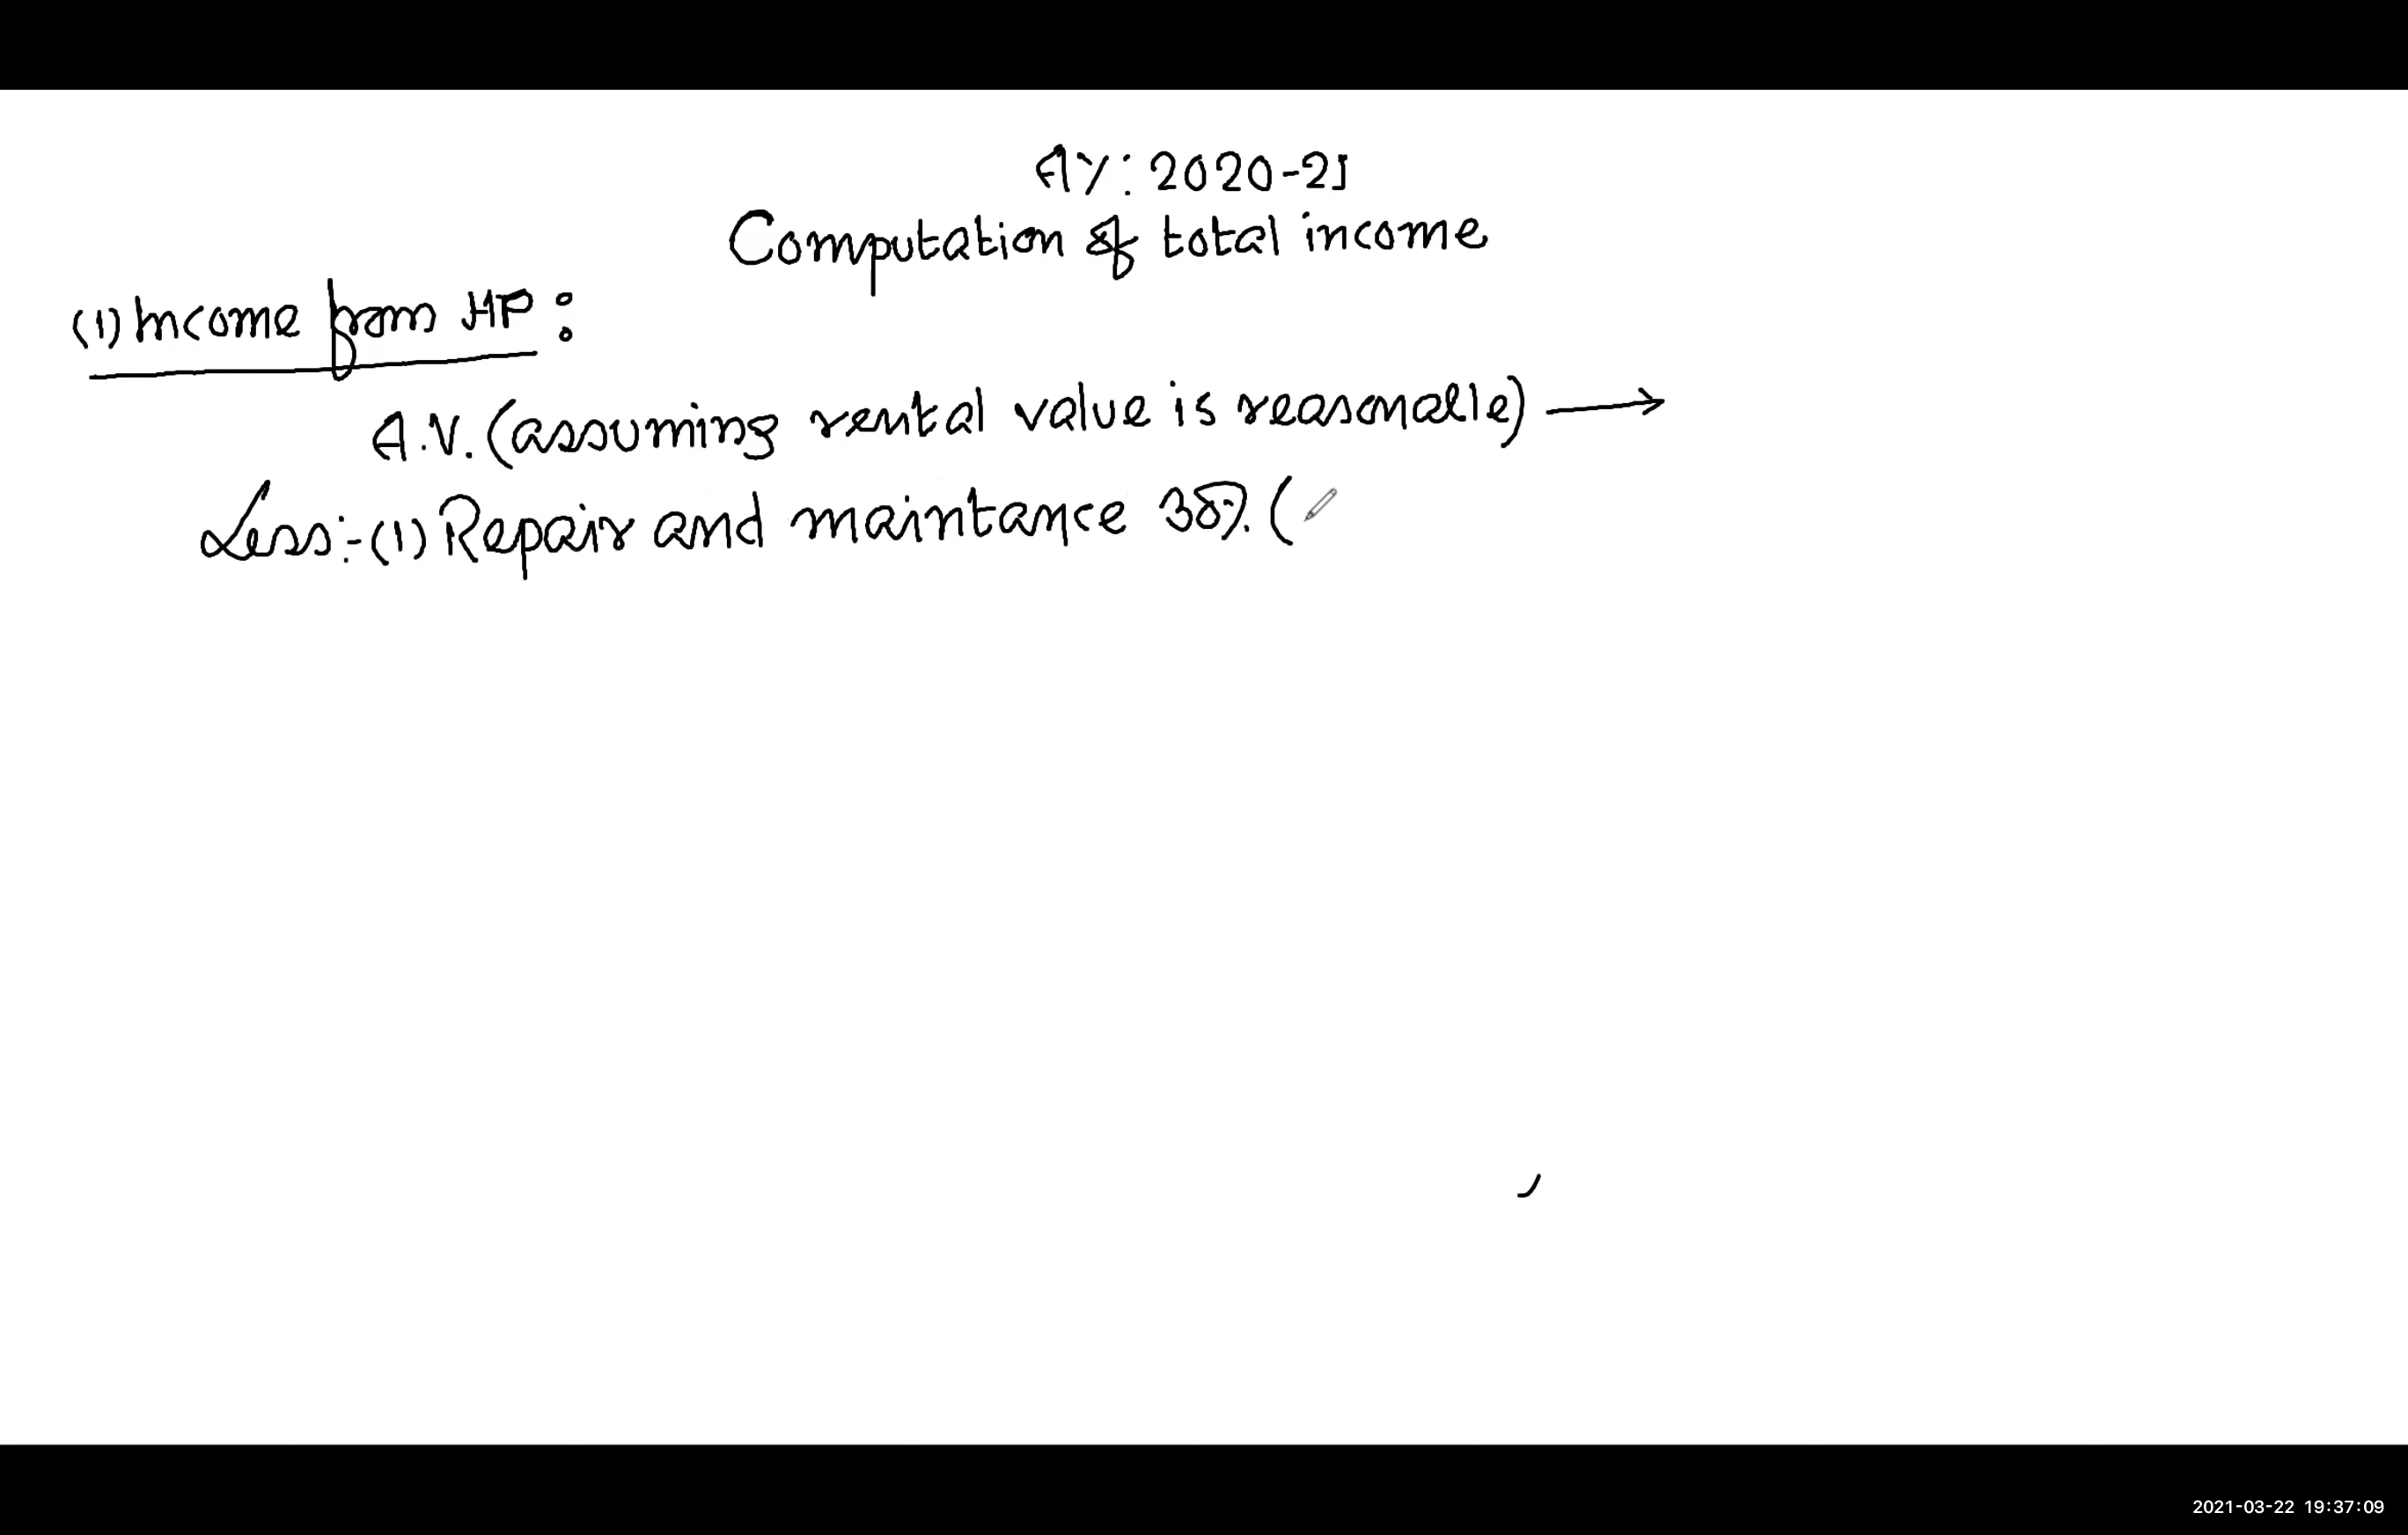 AY: 2020-21
Computation of total income
(1) Income from HP:
A.V. (assuming rental value is reasonable) →
Less:- (1) Repair and maintance 30% (
2021-03-22 19:37:09